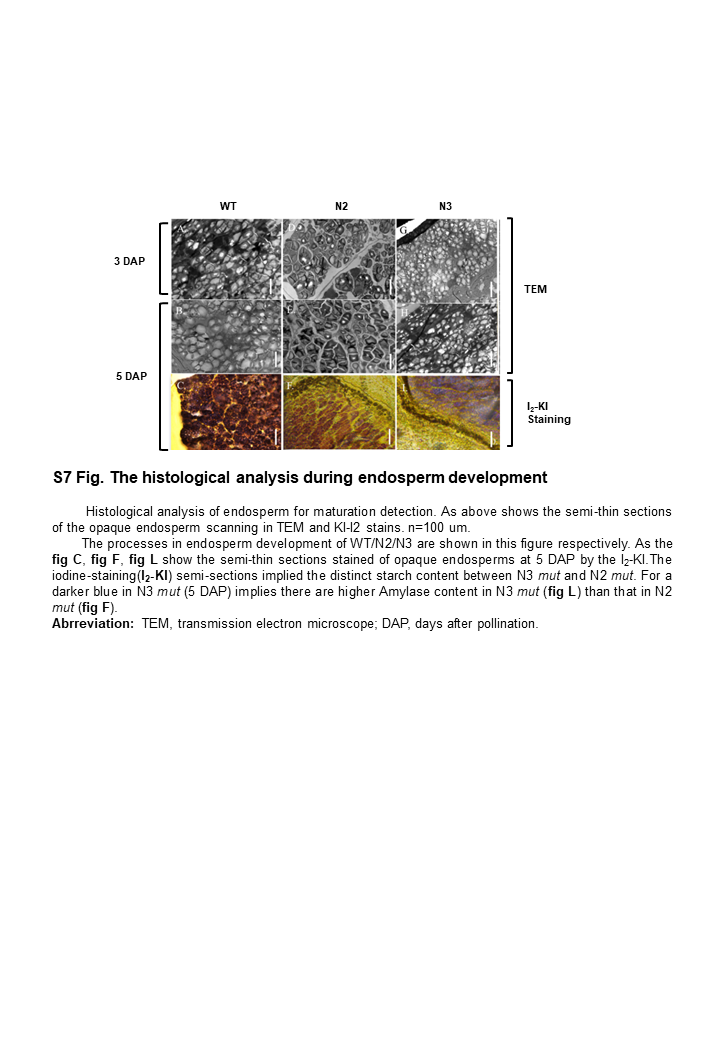 WT N2 N3
A D G
3 DAP
TEM
B E H
5 DAP
C F I
I₂-KI
Staining
S7 Fig. The histological analysis during endosperm development
Histological analysis of endosperm for maturation detection. As above shows the semi-thin sections
of the opaque endosperm scanning in TEM and KI-I2 stains. n=100 um.
The processes in endosperm development of WT/N2/N3 are shown in this figure respectively. As the
fig C, fig F, fig L show the semi-thin sections stained of opaque endosperms at 5 DAP by the I₂-KI.The
iodine-staining(I₂-KI) semi-sections implied the distinct starch content between N3 mut and N2 mut. For a
darker blue in N3 mut (5 DAP) implies there are higher Amylase content in N3 mut (fig L) than that in N2
mut (fig F).
Abrreviation: TEM, transmission electron microscope; DAP, days after pollination.